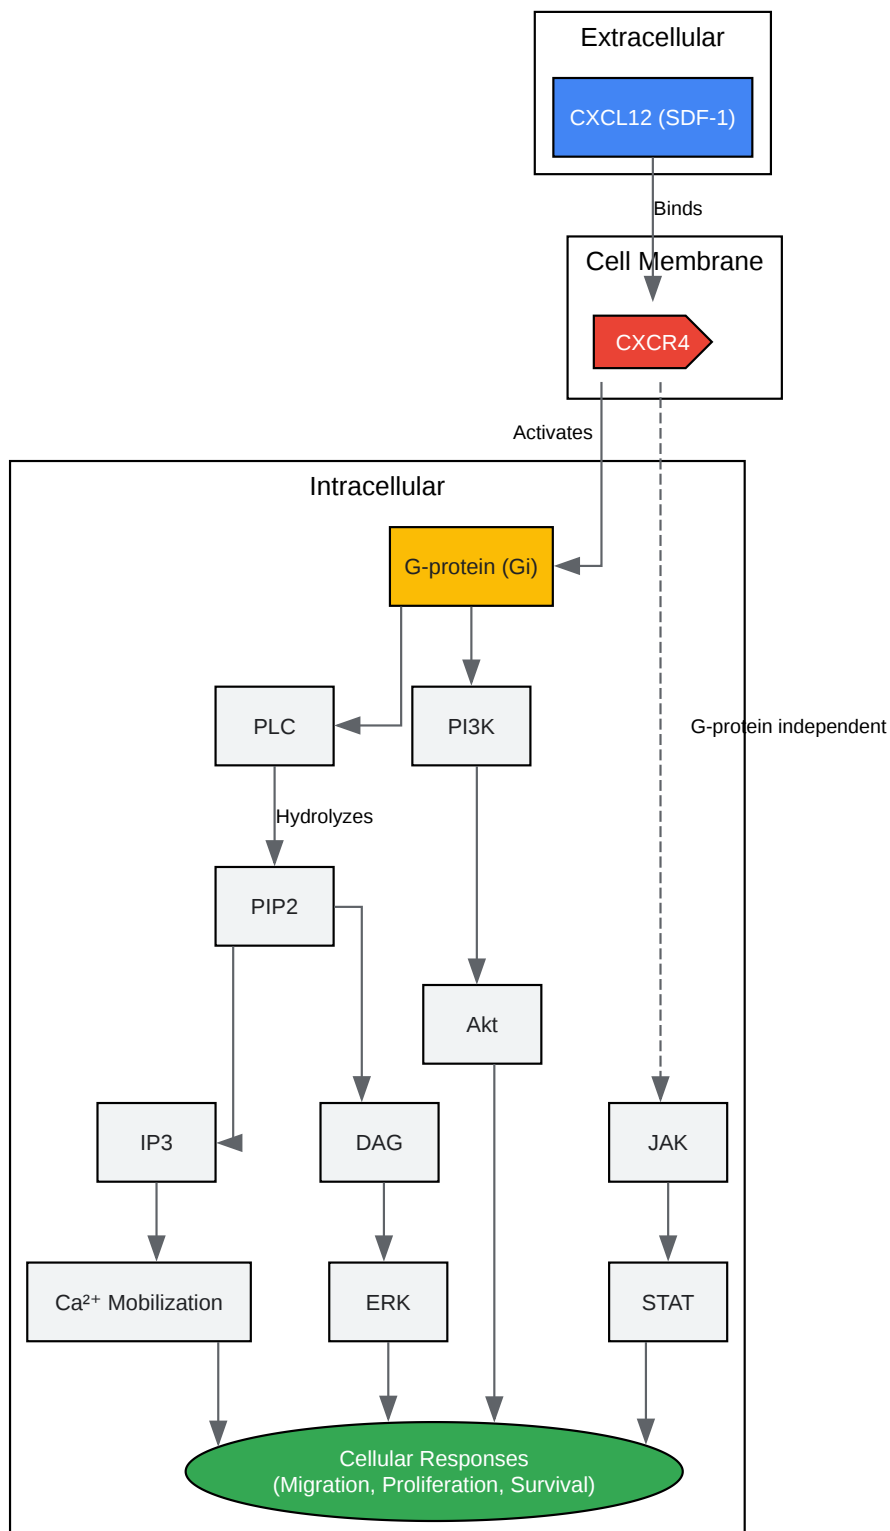 Extracellular
CXCL12 (SDF-1)
Binds
Cell Membrane
CXCR4
Activates
Intracellular
G-protein (Gi)
PLC
PI3K
G-protein independent
Hydrolyzes
PIP2
Akt
IP3
DAG
JAK
Ca²⁺ Mobilization
ERK
STAT
Cellular Responses
(Migration, Proliferation, Survival)